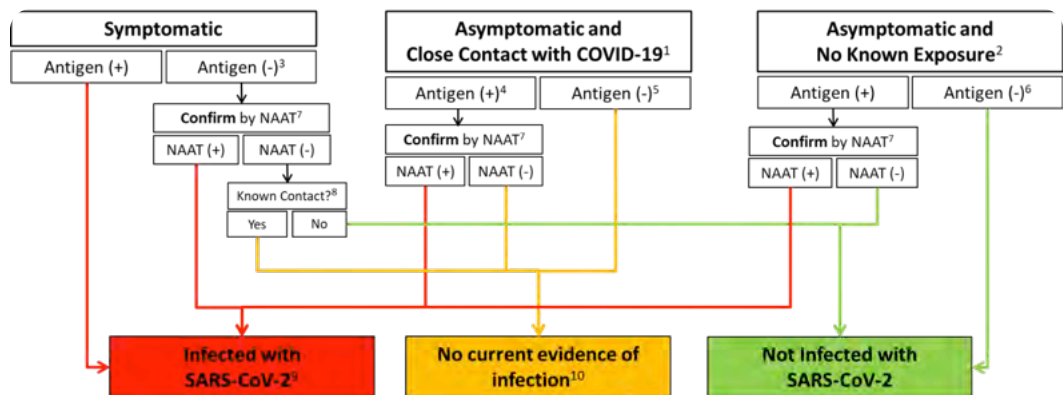 Symptomatic
Antigen (+)
Antigen (-)³
Confirm by NAAT⁷
NAAT (+)
NAAT (-)
Known Contact?⁸
Yes
No
Asymptomatic and
Close Contact with COVID-19¹
Antigen (+)⁴
Antigen (-)⁵
Confirm by NAAT⁷
NAAT (+)
NAAT (-)
Asymptomatic and
No Known Exposure²
Antigen (+)
Antigen (-)⁶
Confirm by NAAT⁷
NAAT (+)
NAAT (-)
Infected with
SARS-CoV-2⁹
No current evidence of
infection¹⁰
Not Infected with
SARS-CoV-2